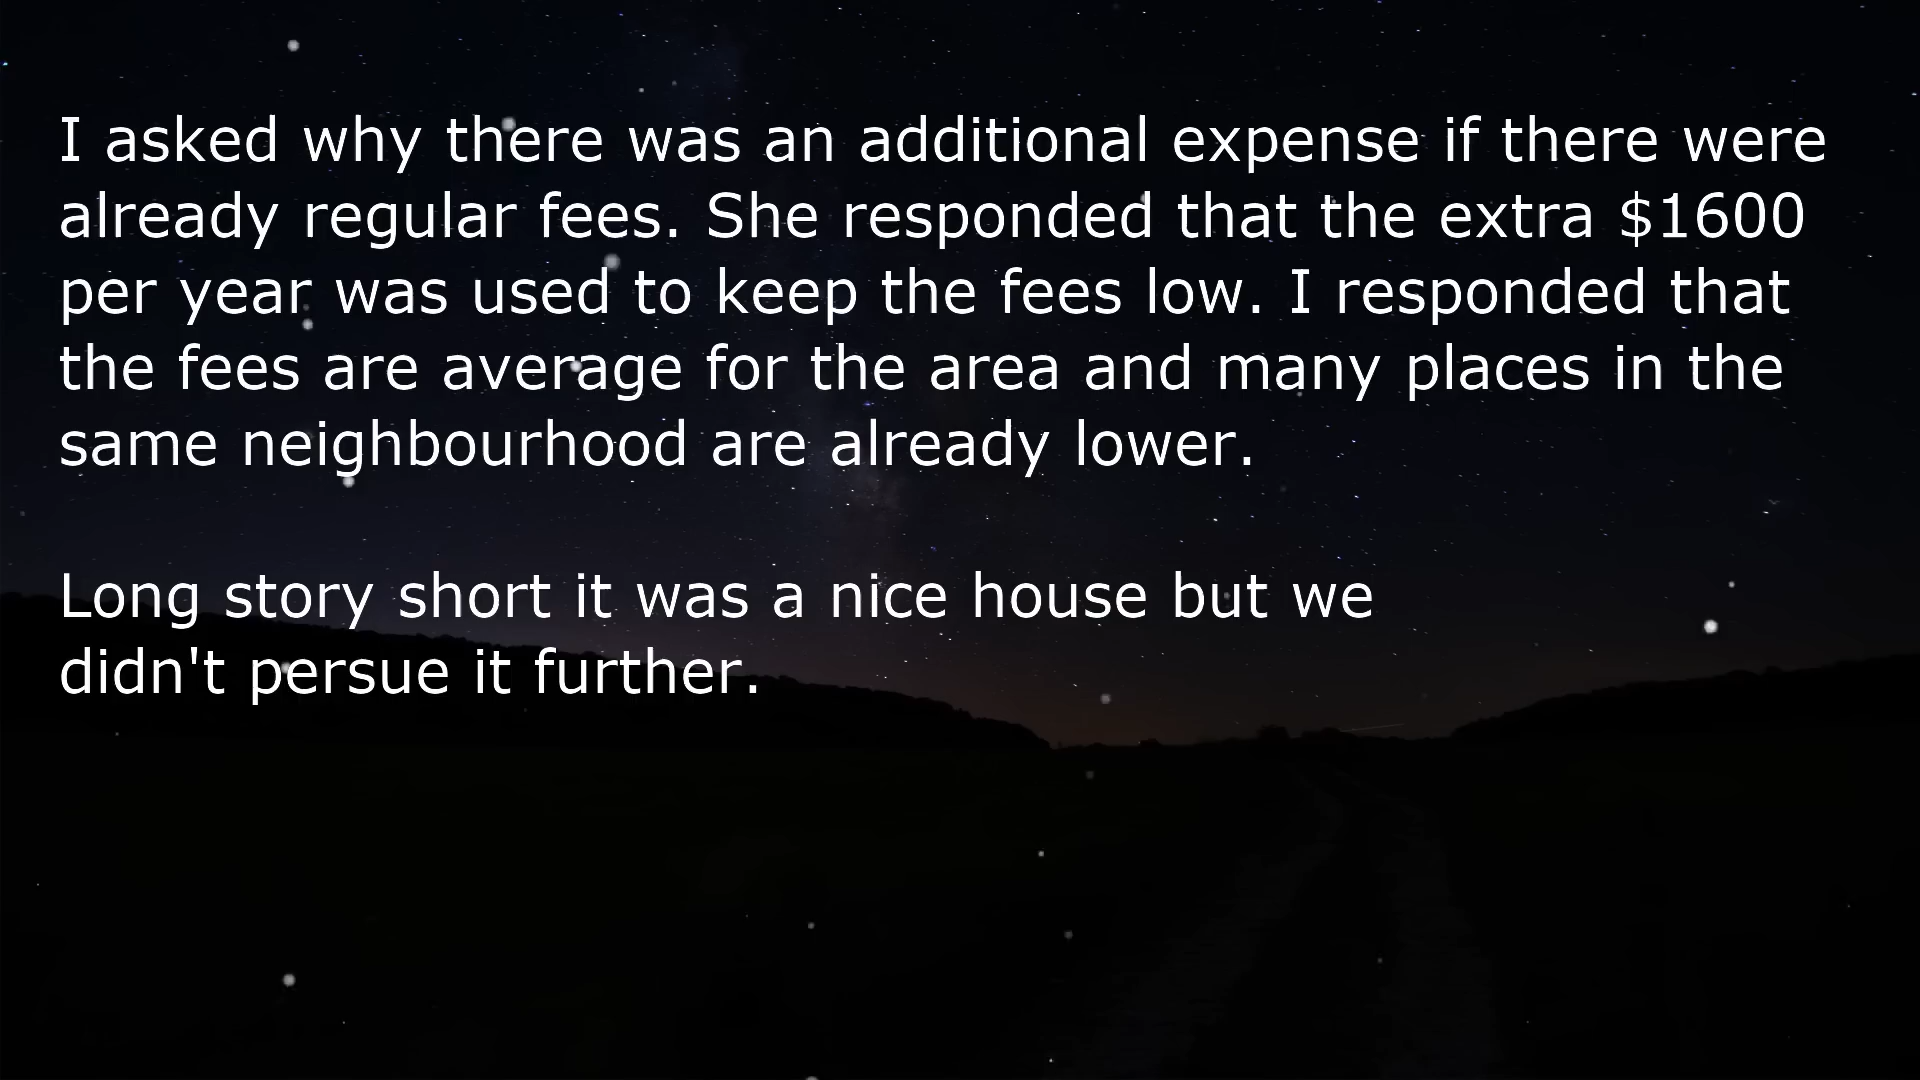 I asked why there was an additional expense if there were
already regular fees. She responded that the extra $1600
per year was used to keep the fees low. I responded that
the fees are average for the area and many places in the
same neighbourhood are already lower.
Long story short it was a nice house but we
didn't persue it further.